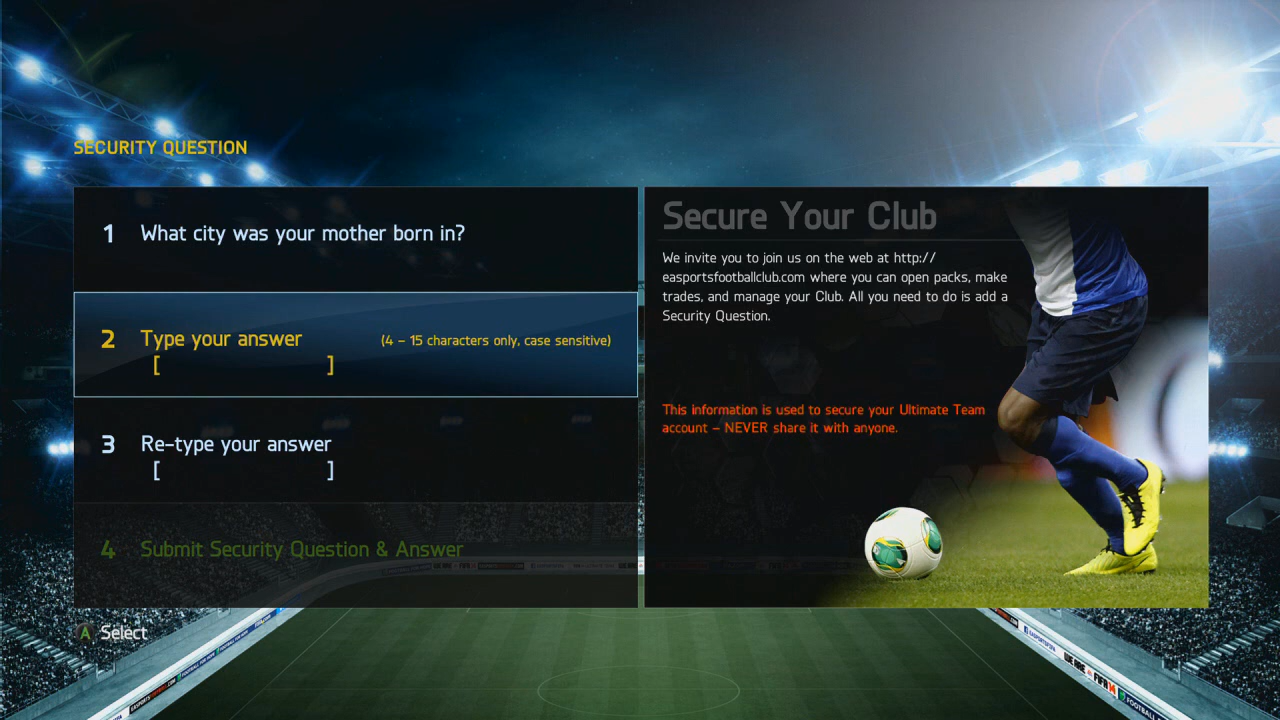 SECURITY QUESTION
1 What city was your mother born in?
2 Type your answer (4 – 15 characters only, case sensitive)
[ ]
3 Re-type your answer
[ ]
4 Submit Security Question & Answer
A Select
Secure Your Club
We invite you to join us on the web at http://
easportsfootballclub.com where you can open packs, make
trades, and manage your Club. All you need to do is add a
Security Question.
This information is used to secure your Ultimate Team
account – NEVER share it with anyone.
WE ARE FIFA 14